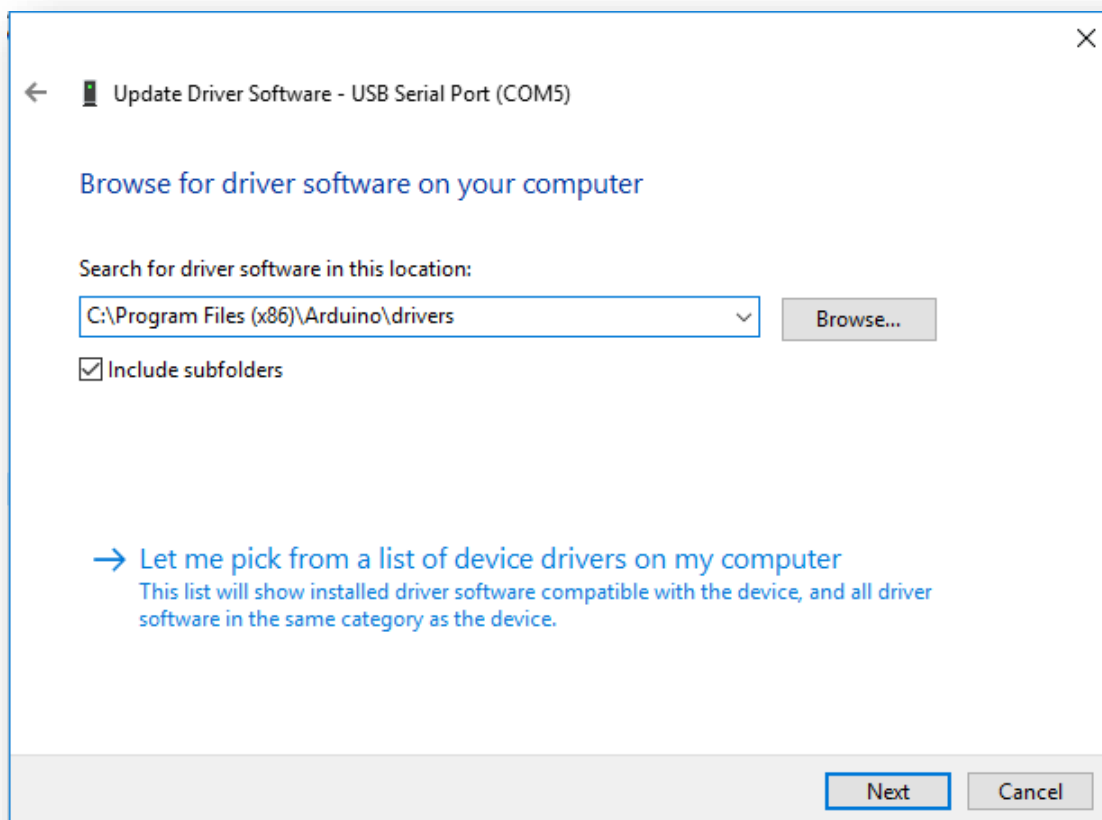 Update Driver Software - USB Serial Port (COM5)
Browse for driver software on your computer
Search for driver software in this location:
C:\Program Files (x86)\Arduino\drivers
Browse...
Include subfolders
Let me pick from a list of device drivers on my computer
This list will show installed driver software compatible with the device, and all driver
software in the same category as the device.
Next
Cancel